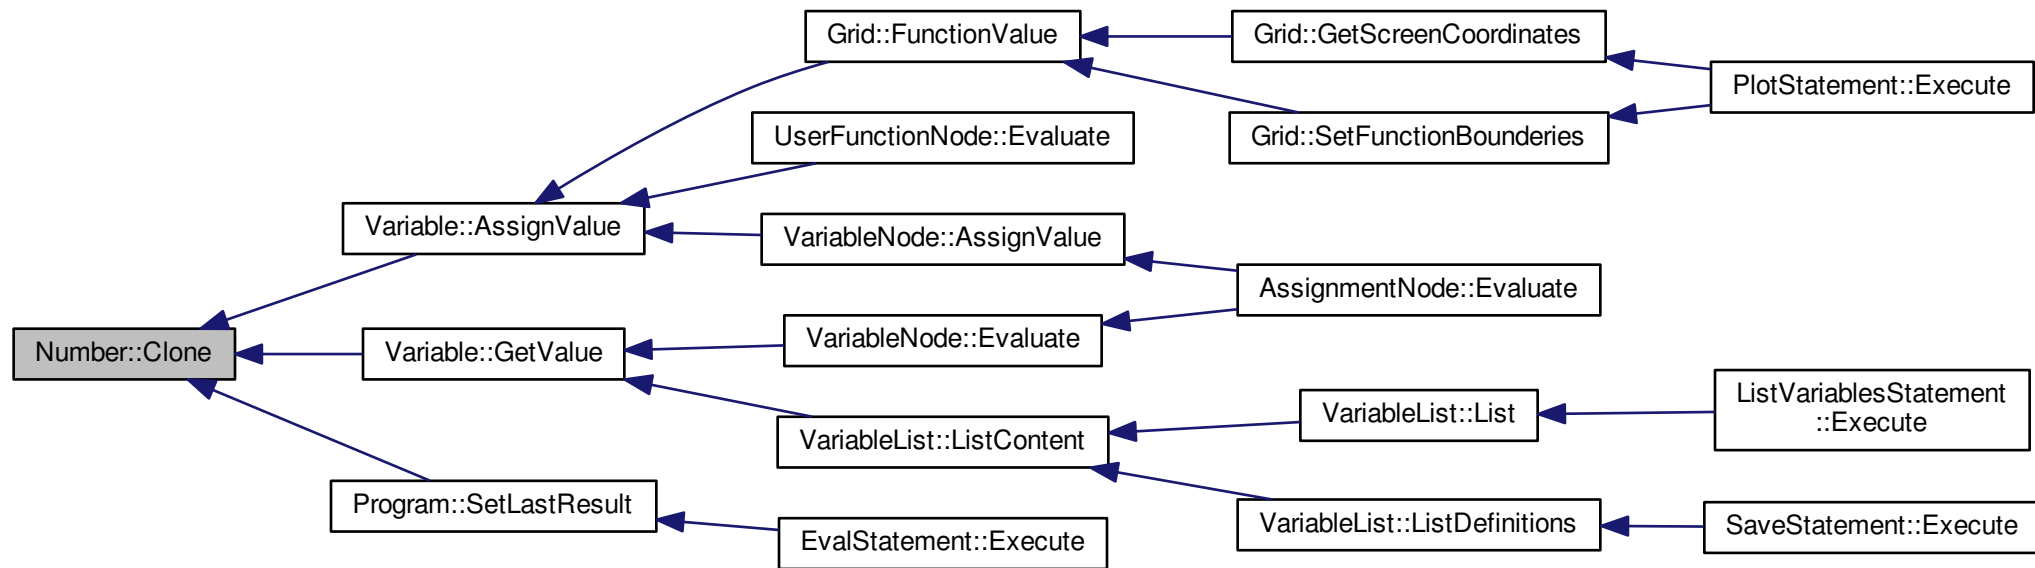 Grid::FunctionValue
Grid::GetScreenCoordinates
PlotStatement::Execute
UserFunctionNode::Evaluate
Grid::SetFunctionBounderies
Variable::AssignValue
VariableNode::AssignValue
AssignmentNode::Evaluate
Number::Clone
Variable::GetValue
VariableNode::Evaluate
VariableList::ListContent
VariableList::List
ListVariablesStatement
::Execute
Program::SetLastResult
EvalStatement::Execute
VariableList::ListDefinitions
SaveStatement::Execute